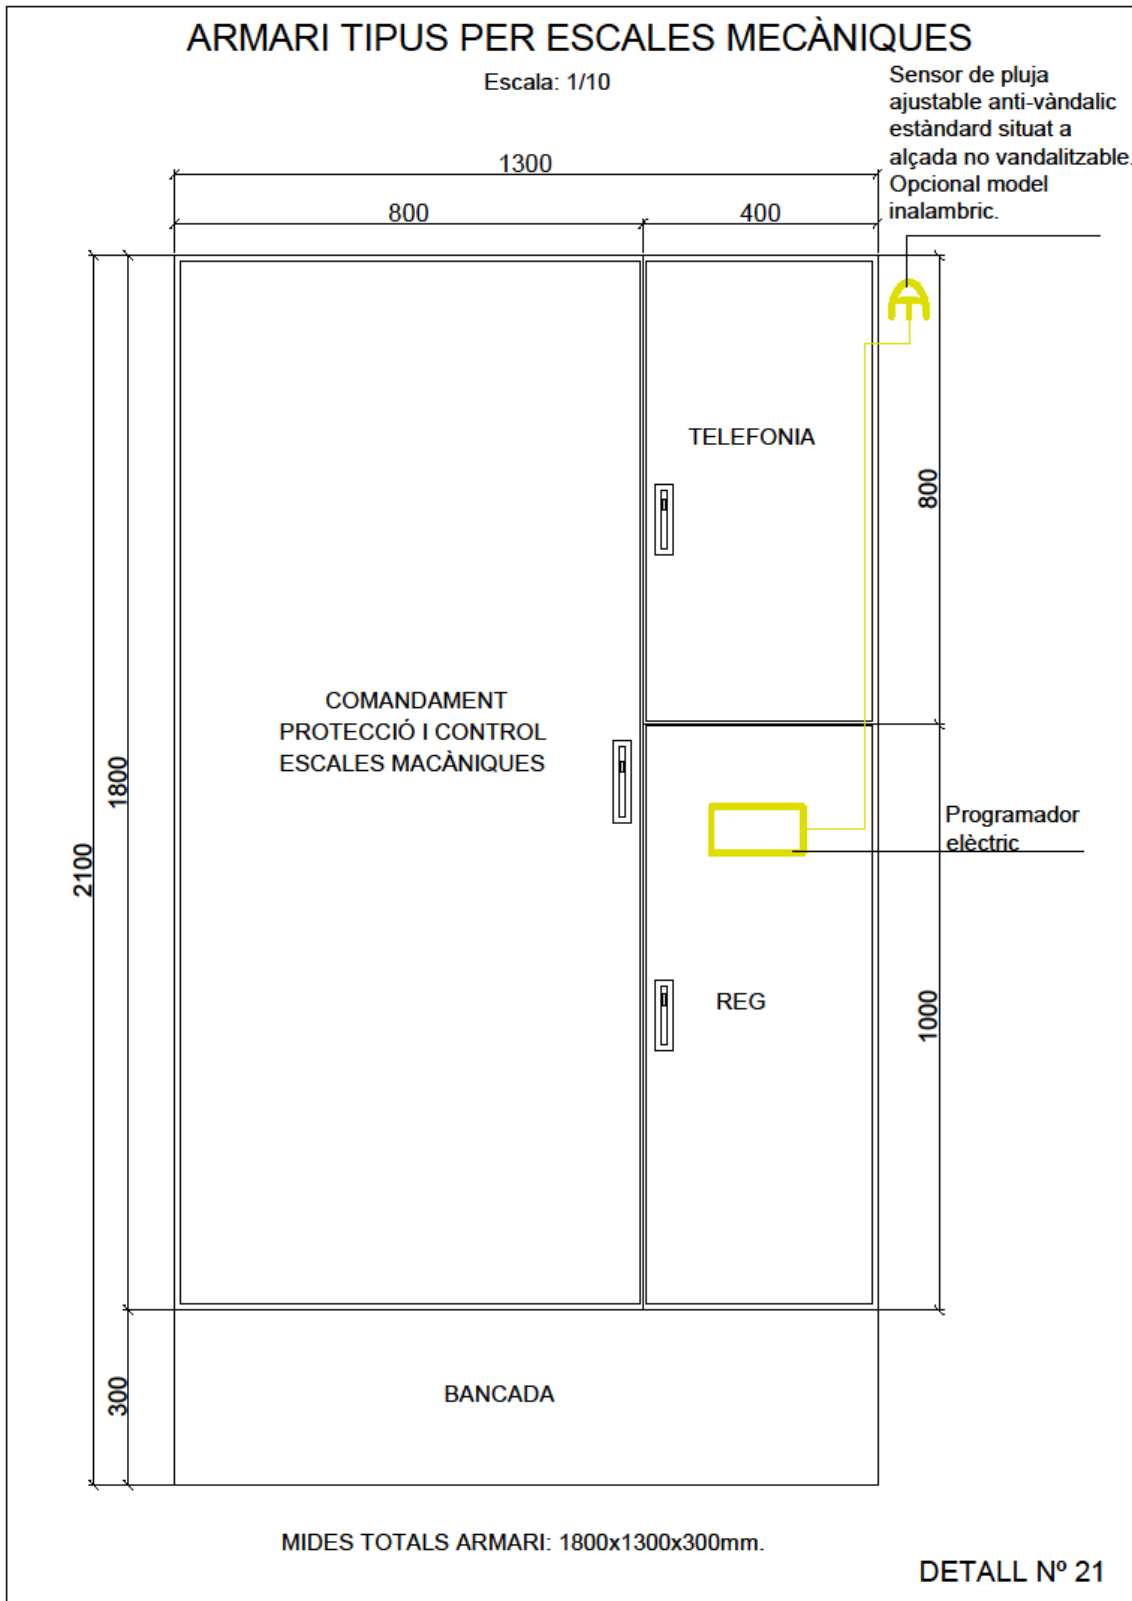 ARMARI TIPUS PER ESCALES MECÀNIQUES
Escala: 1/10
Sensor de pluja
ajustable anti-vàndalic
estàndard situat a
alçada no vandalitzable.
Opcional model
inalambric.
1300
800
400
TELEFONIA
800
COMANDAMENT
PROTECCIÓ I CONTROL
ESCALES MACÀNIQUES
1800
2100
Programador
elèctric
REG
1000
300
BANCADA
MIDES TOTALS ARMARI: 1800x1300x300mm.
DETALL Nº 21